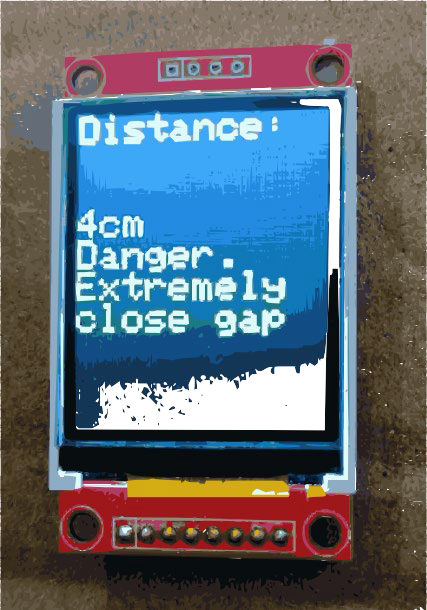 Distance:
4cm
Danger.
Extremely
close gap